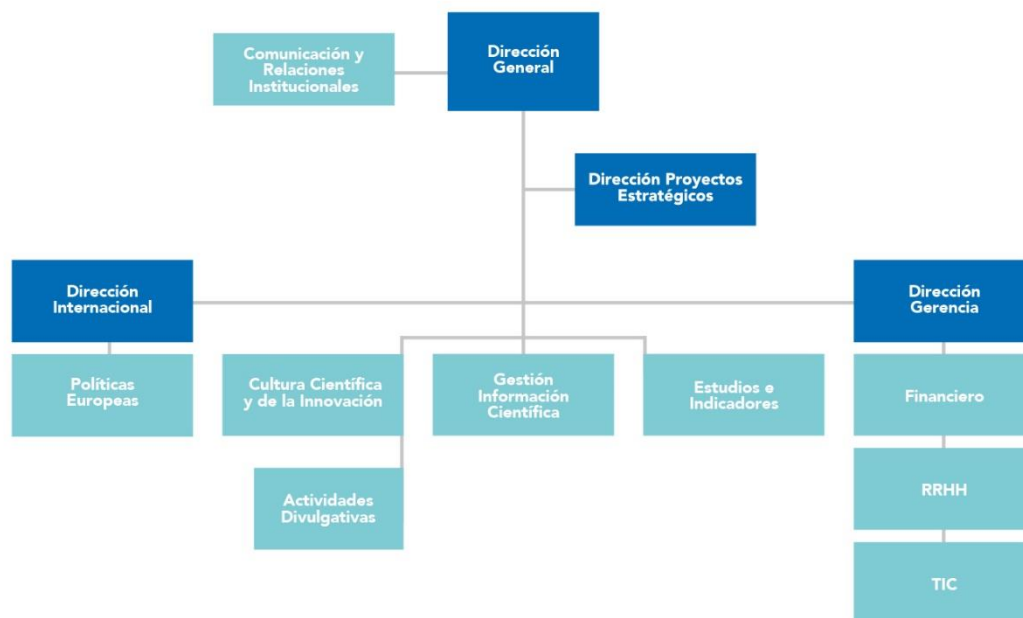 Comunicación y
Relaciones
Institucionales
Dirección
General
Dirección Proyectos
Estratégicos
Dirección
Internacional
Dirección
Gerencia
Políticas
Europeas
Cultura Científica
y de la Innovación
Gestión
Información
Científica
Estudios e
Indicadores
Financiero
Actividades
Divulgativas
RRHH
TIC